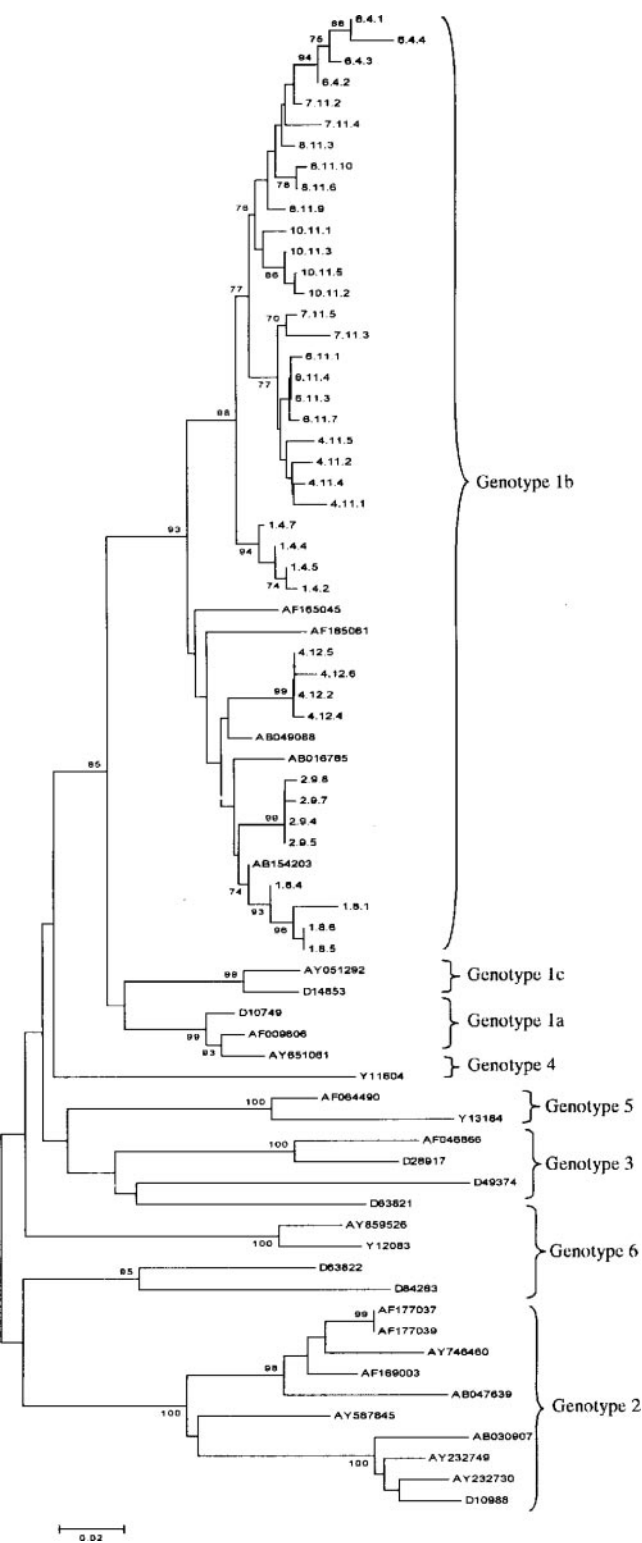 88
6.4.1
75
6.4.4
94
6.4.3
6.4.2
7.11.2
7.11.4
8.11.3
8.11.10
78
8.11.6
76
8.11.9
10.11.1
10.11.3
86
10.11.5
10.11.2
77
70
7.11.5
7.11.3
6.11.1
77
6.11.3
6.11.7
88
4.11.5
4.11.2
4.11.4
4.11.1
Genotype 1b
93
1.4.7
94
1.4.4
1.4.5
74
1.4.2
AF165045
AF185061
4.12.5
4.12.6
99
4.12.2
4.12.4
AB049088
AB016785
2.9.8
2.9.7
99
2.9.4
2.9.5
85
AB154203
74
1.8.4
93
1.8.1
96
1.8.6
1.8.5
99
AY051292
D14853
Genotype 1c
D10749
99
AF009606
93
AY651061
Genotype 1a
Y11604
Genotype 4
100
AF064490
Y13184
Genotype 5
100
AF046866
D28917
D49374
D63821
Genotype 3
AY859526
100
Y12083
95
D63822
D84263
Genotype 6
99
AF177037
AF177039
AY746460
98
AF169003
AB047639
100
AY587845
AB030907
100
AY232749
AY232730
D10988
Genotype 2
0.02